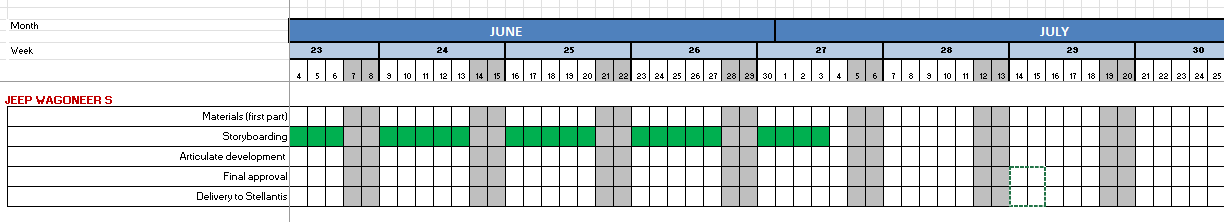 Month JUNE JULY
Week 23 24 25 26 27 28 29 30
4 5 6 7 8 9 10 11 12 13 14 15 16 17 18 19 20 21 22 23 24 25 26 27 28 29 30 1 2 3 4 5 6 7 8 9 10 11 12 13 14 15 16 17 18 19 20 21 22 23 24 25
JEEP WAGONEER S
Materials (first part)
Storyboarding
Articulate development
Final approval
Delivery to Stellantis